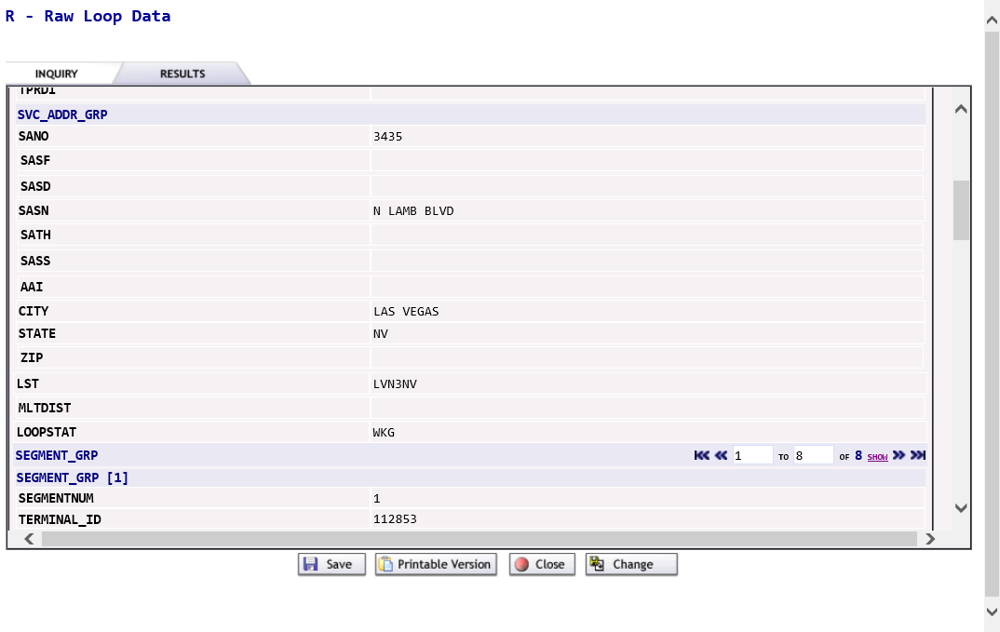 R - Raw Loop Data
INQUIRY RESULTS
TPRDI
SVC_ADDR_GRP
SANO 3435
SASF
SASD
SASN N LAMB BLVD
SATH
SASS
AAI
CITY LAS VEGAS
STATE NV
ZIP
LST LVN3NV
MLTDIST
LOOPSTAT WKG
SEGMENT_GRP 1 TO 8 OF 8 SHOW
SEGMENT_GRP [1]
SEGMENTNUM 1
TERMINAL_ID 112853
Save Printable Version Close Change